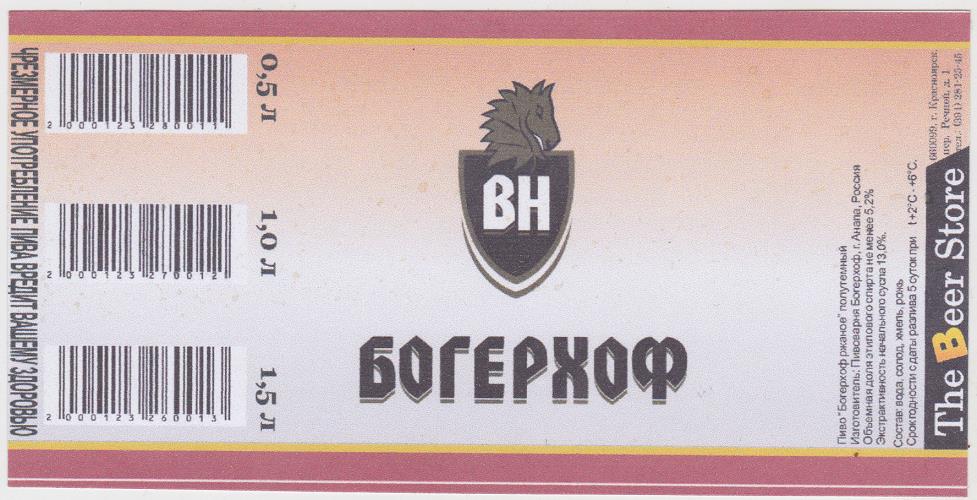 ЧРЕЗМЕРНОЕ УПОТРЕБЛЕНИЕ ПИВА ВРЕДИТ ВАШЕМУ ЗДОРОВЬЮ
2 000123 280011
0,5 л
2 000123 270012
1,0 л
2 000123 260013
1,5 л
ВН
БОГЕРХОФ
Пиво "Богерхоф ржаное" полутемный
Изготовитель: Пивоварня Богерхоф, г. Анапа, Россия
Объемная доля этилового спирта не менее 5,2%
Экстрактивность начального сусла 13,0%.
Состав: вода, солод, хмель, рожь
Срок годности с даты разлива 5 суток при t +2°С - +6°С.
660099, г. Красноярск,
пер. Речной, д. 1
тел.: (391) 281-25-45
The Beer Store